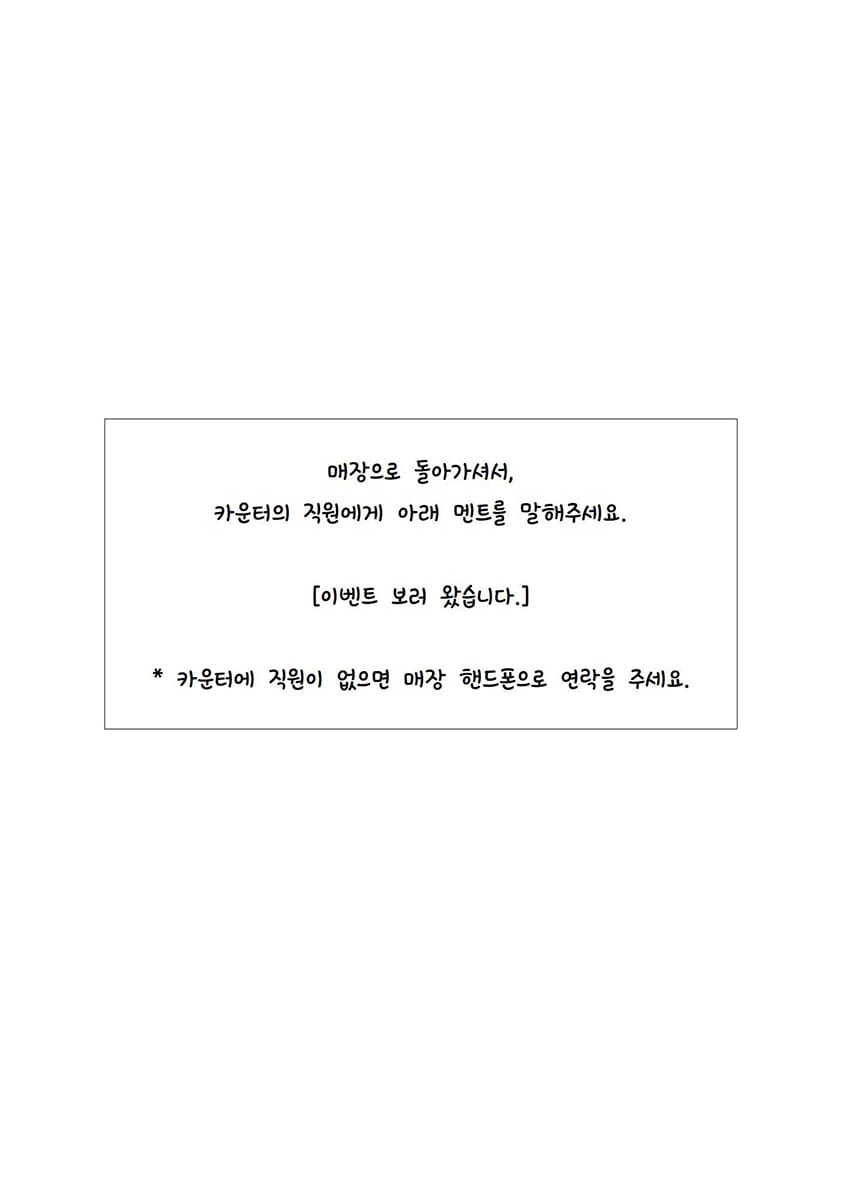 매장으로 돌아가셔서,
카운터의 직원에게 아래 멘트를 말해주세요.
[이벤트 보러 왔습니다.]
* 카운터에 직원이 없으면 매장 핸드폰으로 연락을 주세요.